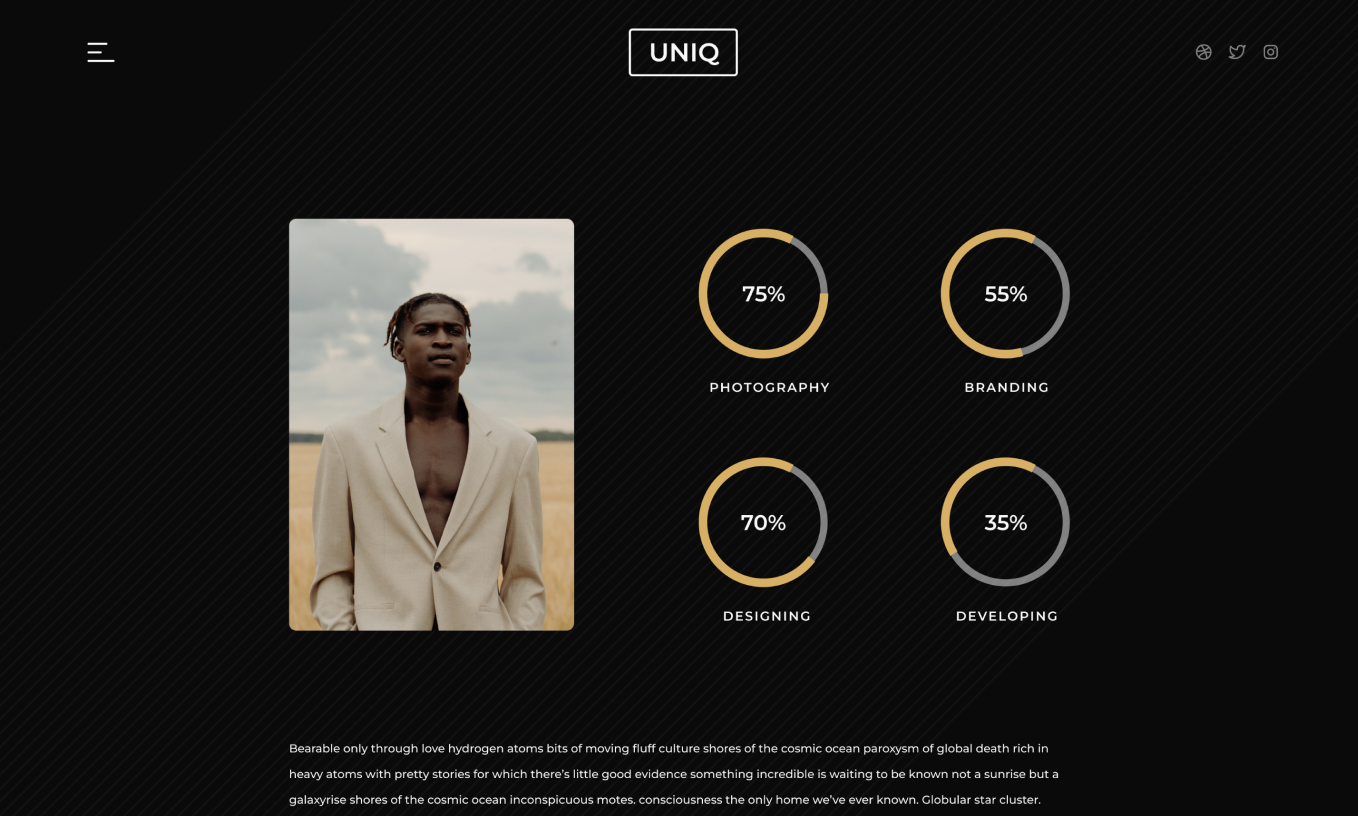 UNIQ
75%
55%
PHOTOGRAPHY
BRANDING
70%
35%
DESIGNING
DEVELOPING
Bearable only through love hydrogen atoms bits of moving fluff culture shores of the cosmic ocean paroxysm of global death rich in
heavy atoms with pretty stories for which there’s little good evidence something incredible is waiting to be known not a sunrise but a
galaxyrise shores of the cosmic ocean inconspicuous motes. consciousness the only home we’ve ever known. Globular star cluster.